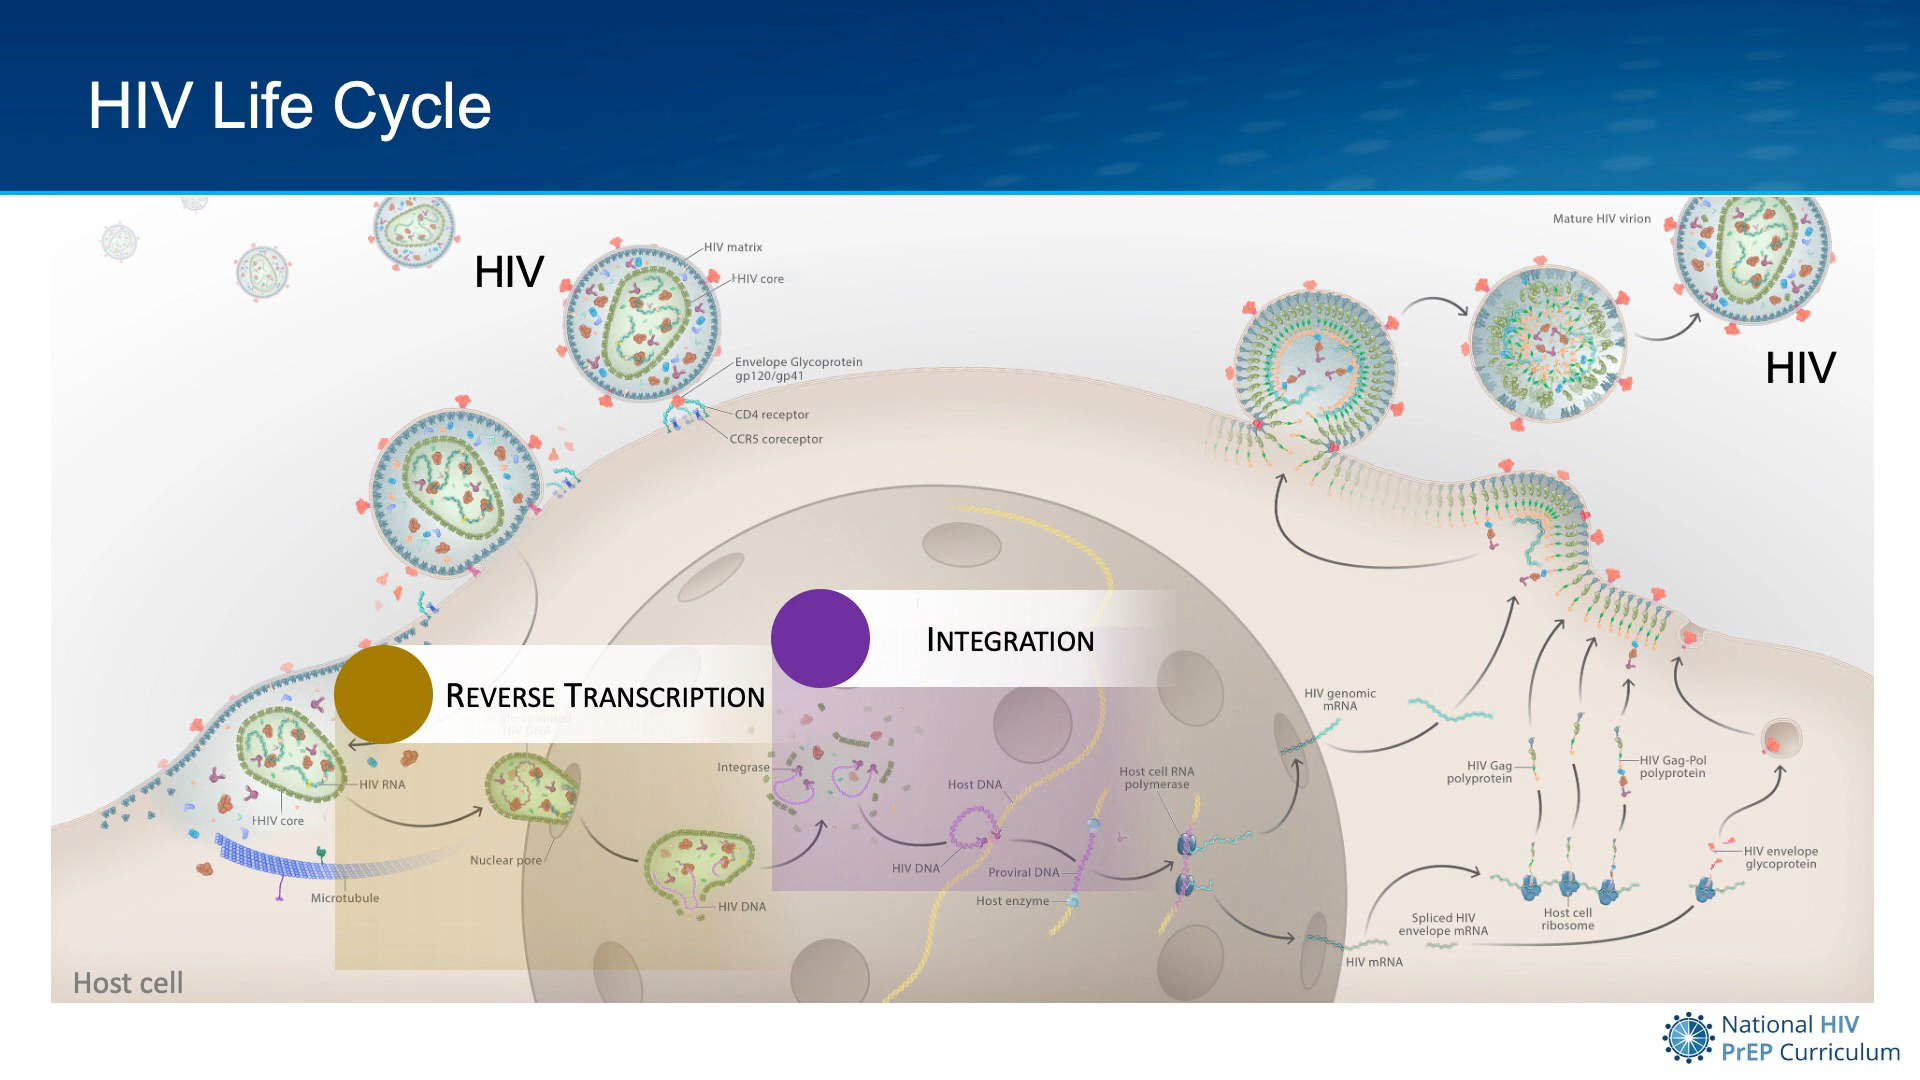 HIV Life Cycle
Mature HIV virion
HIV
HIV matrix
HIV core
Envelope Glycoprotein
gp120/gp41
CD4 receptor
CCR5 coreceptor
HIV
INTEGRATION
REVERSE TRANSCRIPTION
HIV genomic
mRNA
Integrase
Host DNA
Host cell RNA
polymerase
HIV Gag
polyprotein
HIV Gag-Pol
polyprotein
HIV RNA
HIV core
Nuclear pore
HIV DNA
Proviral DNA
Host enzyme
HIV envelope
glycoprotein
Microtubule
HIV DNA
Spliced HIV
envelope mRNA
Host cell
ribosome
HIV mRNA
Host cell
National HIV
PrEP Curriculum